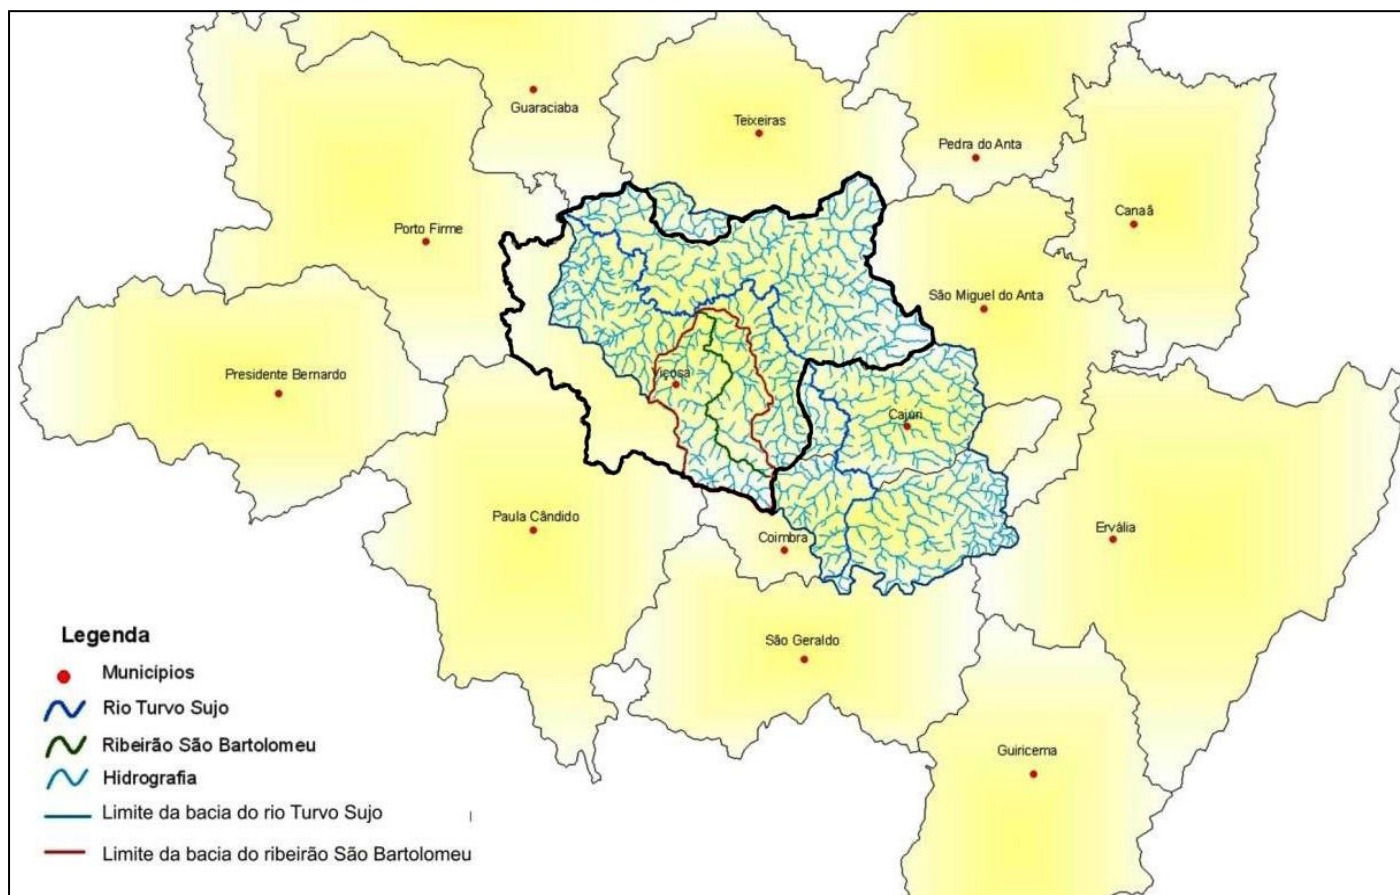 Guaraciaba
Teixeiras
Pedra do Anta
Canaã
Porto Firme
São Miguel do Anta
Presidente Bernardo
Viçosa
Cajuri
Paula Cândido
Coimbra
Ervália
São Geraldo
Guiricema
Legenda
Municípios
Rio Turvo Sujo
Ribeirão São Bartolomeu
Hidrografia
Limite da bacia do rio Turvo Sujo
Limite da bacia do ribeirão São Bartolomeu